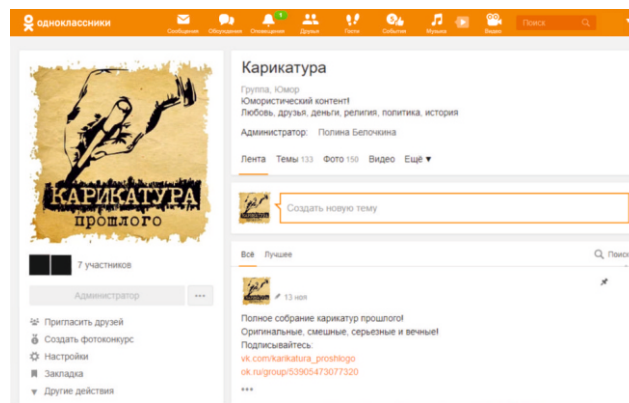 одноклассники
Сообщения Обсуждения Оповещения Друзья Гости События Музыка Видео Поиск
1
КАРИКАТУРА
прошлого
7 участников
Администратор
Пригласить друзей
Создать фотоконкурс
Настройки
Закладка
Другие действия
Карикатура
Группа, Юмор
Юмористический контент!
Любовь, друзья, деньги, религия, политика, история
Администратор: Полина Белочкина
Лента Темы 133 Фото 150 Видео Ещё ▼
Создать новую тему
Всё Лучшее Поиск
13 ноя
Полное собрание карикатур прошлого!
Оригинальные, смешные, серьезные и вечные!
Подписывайтесь:
vk.com/karikatura_proshlogo
ok.ru/group/53905473077320